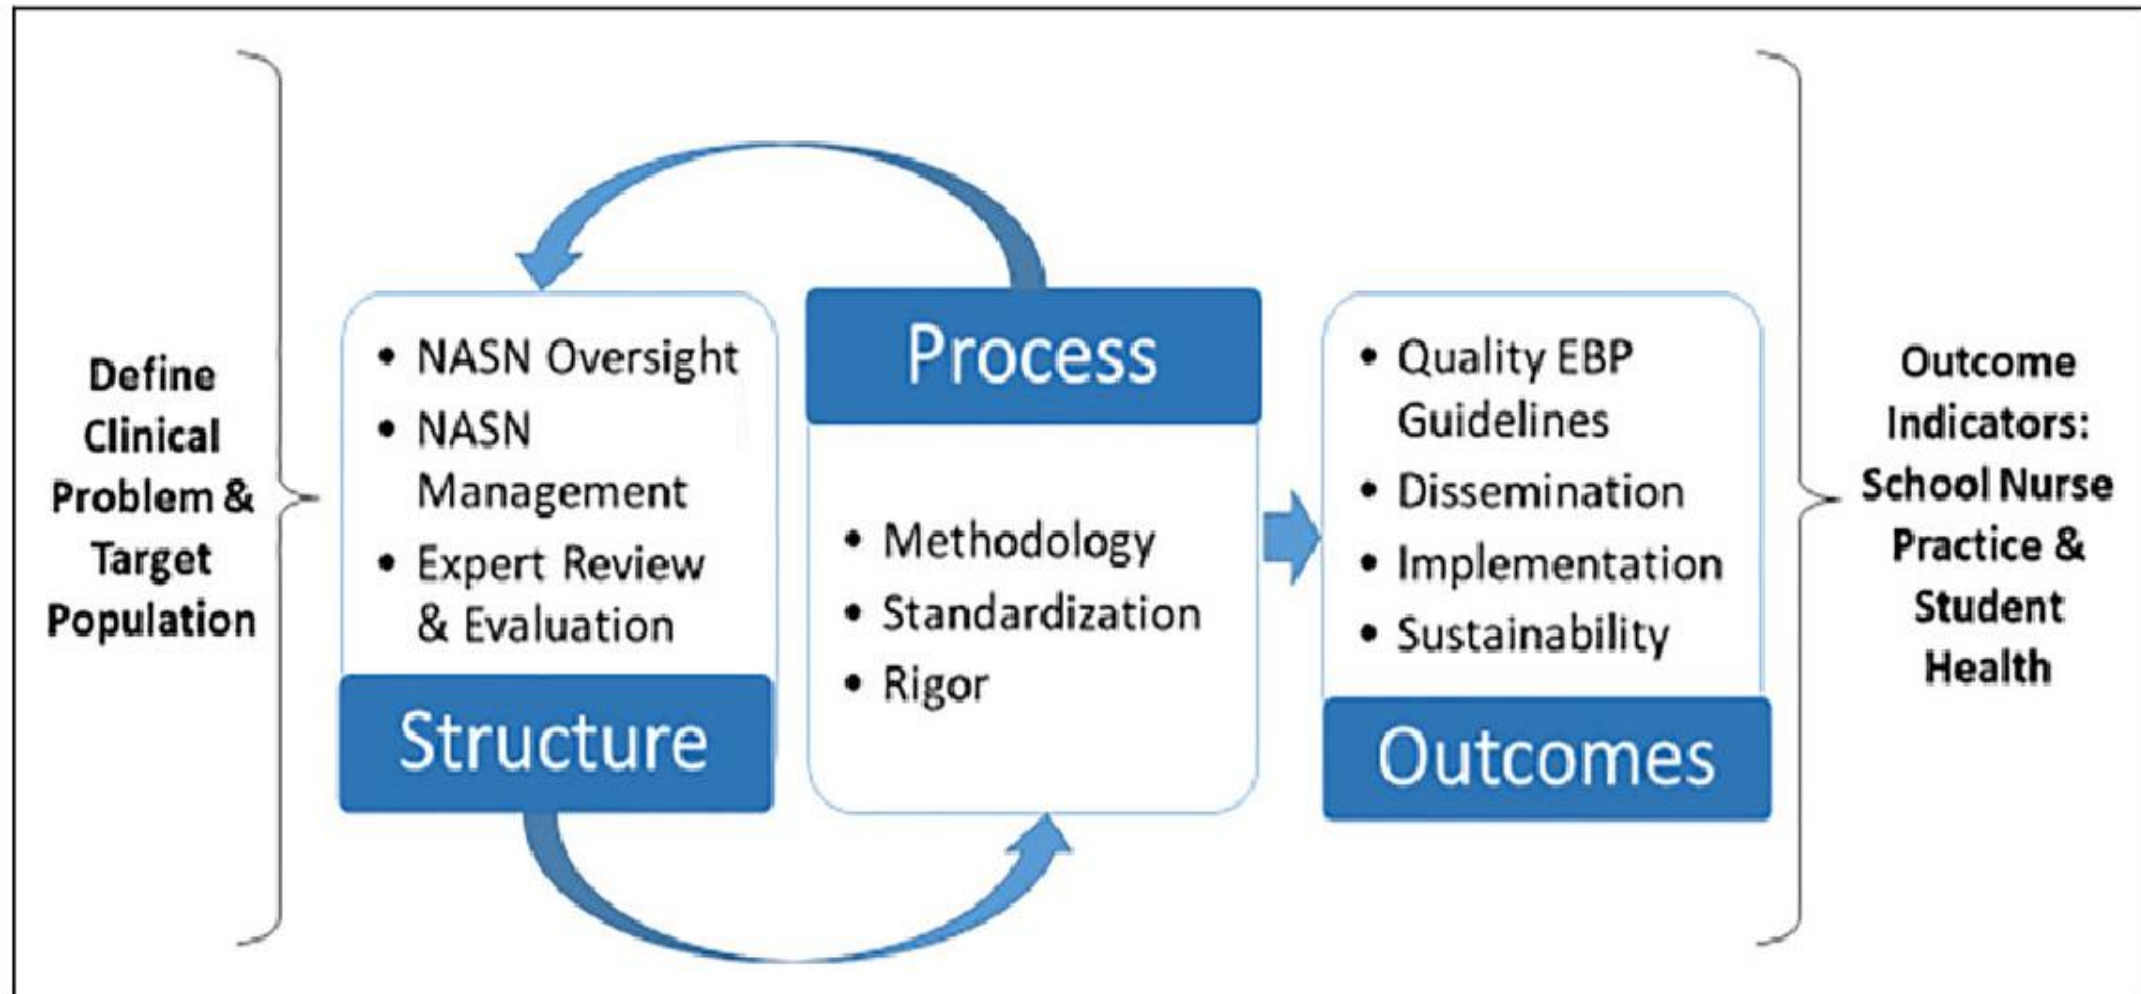 Define
Clinical
Problem &
Target
Population
• NASN Oversight
• NASN
Management
• Expert Review
& Evaluation
Structure
Process
• Methodology
• Standardization
• Rigor
• Quality EBP
Guidelines
• Dissemination
• Implementation
• Sustainability
Outcomes
Outcome
Indicators:
School Nurse
Practice &
Student
Health